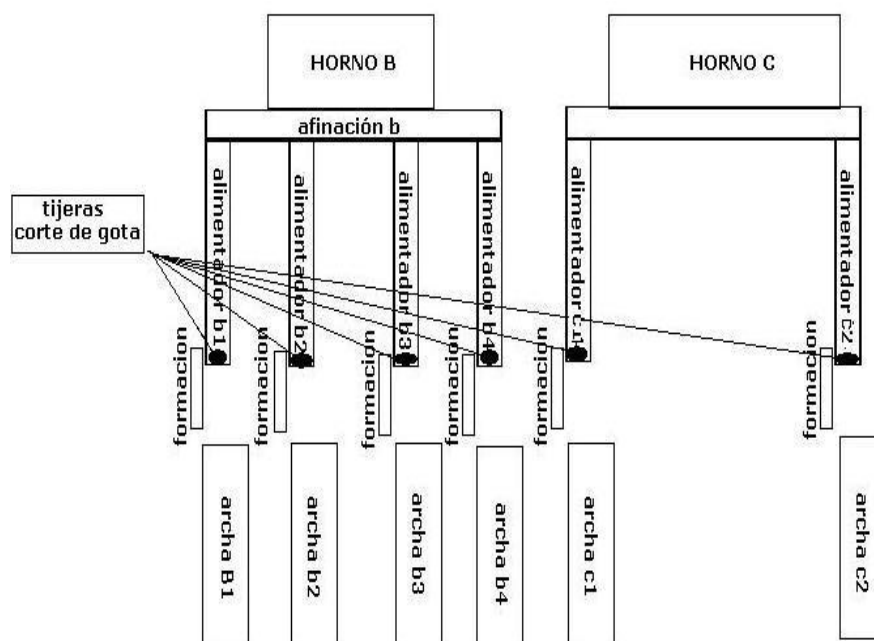 HORNO B
HORNO C
afinación b
tijeras
corte de gota
alimentador b1
alimentador b2
alimentador b3
alimentador b4
alimentador c1
alimentador c2
formacion
formacion
formacion
formacion
formacion
formacion
archa B1
archa b2
archa b3
archa b4
archa c1
archa c2